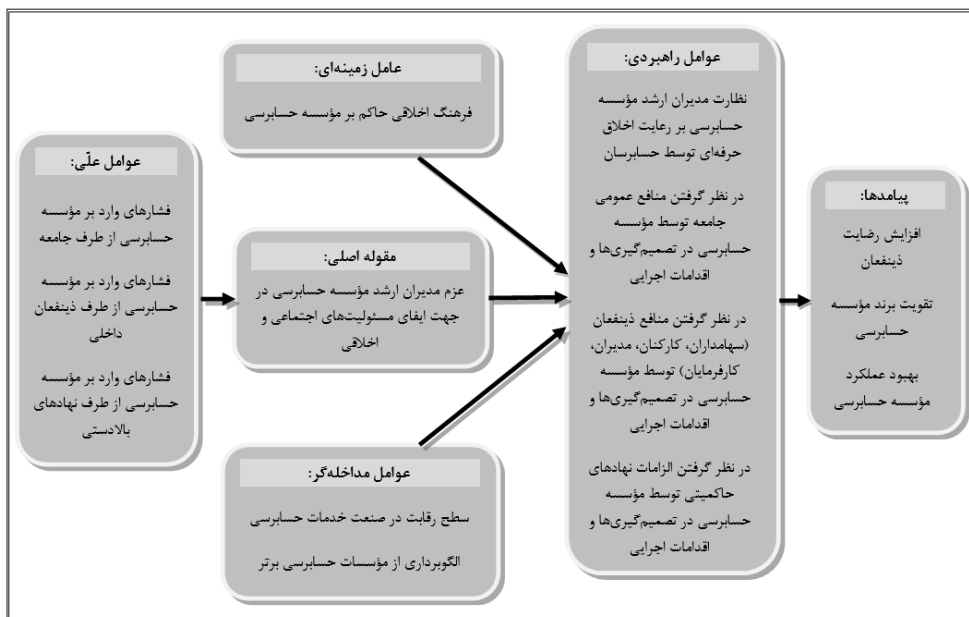 عوامل علّی:
فشارهای وارد بر مؤسسه
حسابرسی از طرف جامعه
فشارهای وارد بر مؤسسه
حسابرسی از طرف ذینفعان
داخلی
فشارهای وارد بر مؤسسه
حسابرسی از طرف نهادهای
بالادستی
عامل زمینه‌ای:
فرهنگ اخلاقی حاکم بر مؤسسه حسابرسی
مقوله اصلی:
عزم مدیران ارشد مؤسسه حسابرسی در
جهت ایفای مسئولیت‌های اجتماعی و
اخلاقی
عوامل مداخله‌گر:
سطح رقابت در صنعت خدمات حسابرسی
الگوبرداری از مؤسسات حسابرسی برتر
عوامل راهبردی:
نظارت مدیران ارشد مؤسسه
حسابرسی بر رعایت اخلاق
حرفه‌ای توسط حسابرسان
در نظر گرفتن منافع عمومی
جامعه توسط مؤسسه
حسابرسی در تصمیم‌گیری‌ها و
اقدامات اجرایی
در نظر گرفتن منافع ذینفعان
(سهامداران، کارکنان، مدیران،
کارفرمایان) توسط مؤسسه
حسابرسی در تصمیم‌گیری‌ها و
اقدامات اجرایی
در نظر گرفتن الزامات نهادهای
حاکمیتی توسط مؤسسه
حسابرسی در تصمیم‌گیری‌ها و
اقدامات اجرایی
پیامدها:
افزایش رضایت
ذینفعان
تقویت برند مؤسسه
حسابرسی
بهبود عملکرد
مؤسسه حسابرسی